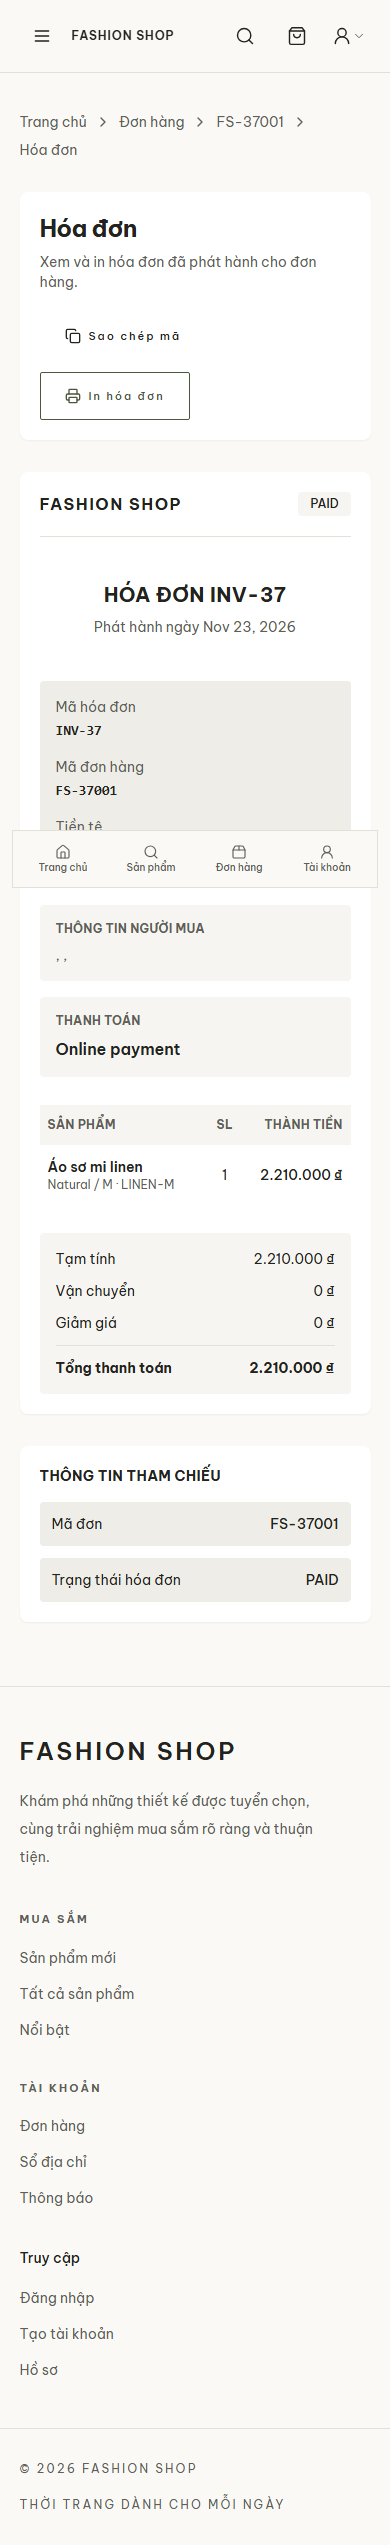 FASHION SHOP
Trang chủ > Đơn hàng > FS-37001 >
Hóa đơn
Hóa đơn
Xem và in hóa đơn đã phát hành cho đơn
hàng.
Sao chép mã
In hóa đơn
FASHION SHOP PAID
HÓA ĐƠN INV-37
Phát hành ngày Nov 23, 2026
Mã hóa đơn
INV-37
Mã đơn hàng
FS-37001
Tiền tệ
Trang chủ Sản phẩm Đơn hàng Tài khoản
THÔNG TIN NGƯỜI MUA
, ,
THANH TOÁN
Online payment
SẢN PHẨM SL THÀNH TIỀN
Áo sơ mi linen 1 2.210.000 ₫
Natural / M · LINEN-M
Tạm tính 2.210.000 ₫
Vận chuyển 0 ₫
Giảm giá 0 ₫
Tổng thanh toán 2.210.000 ₫
THÔNG TIN THAM CHIẾU
Mã đơn FS-37001
Trạng thái hóa đơn PAID
FASHION SHOP
Khám phá những thiết kế được tuyển chọn,
cùng trải nghiệm mua sắm rõ ràng và thuận
tiện.
MUA SẮM
Sản phẩm mới
Tất cả sản phẩm
Nổi bật
TÀI KHOẢN
Đơn hàng
Sổ địa chỉ
Thông báo
Truy cập
Đăng nhập
Tạo tài khoản
Hồ sơ
© 2026 FASHION SHOP
THỜI TRANG DÀNH CHO MỖI NGÀY